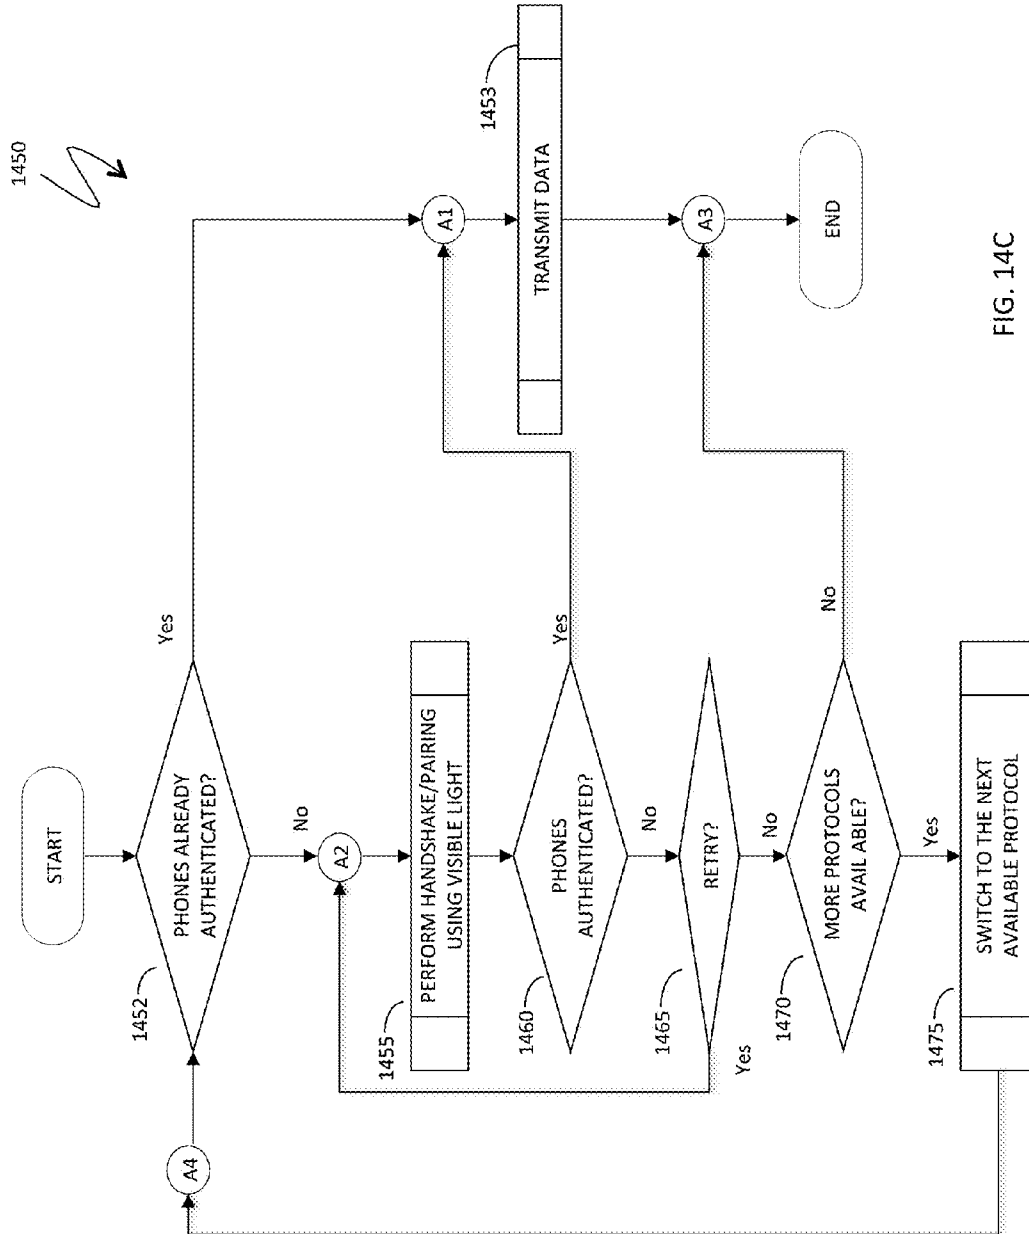 1450
START
PHONES ALREADY
AUTHENTICATED?
1452
Yes
No
A4
A2
A1
1455
PERFORM HANDSHAKE/PAIRING
USING VISIBLE LIGHT
1453
TRANSMIT DATA
1460
PHONES
AUTHENTICATED?
Yes
No
1465
RETRY?
Yes
No
A3
1470
MORE PROTOCOLS
AVAIL ABLE?
No
Yes
END
1475
SWITCH TO THE NEXT
AVAILABLE PROTOCOL
FIG. 14C